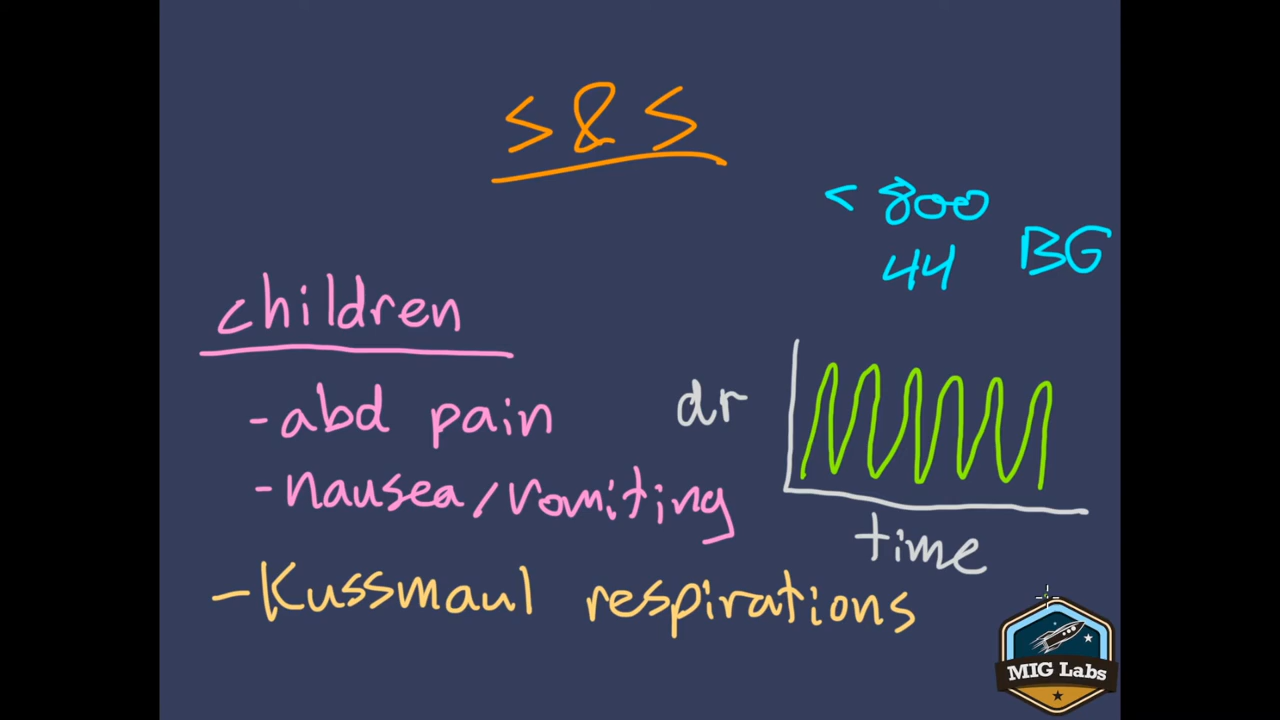 S & S
< 800
44 BG
children
- abd pain
- nausea/vomiting
- Kussmaul respirations
dr
time
MIG Labs